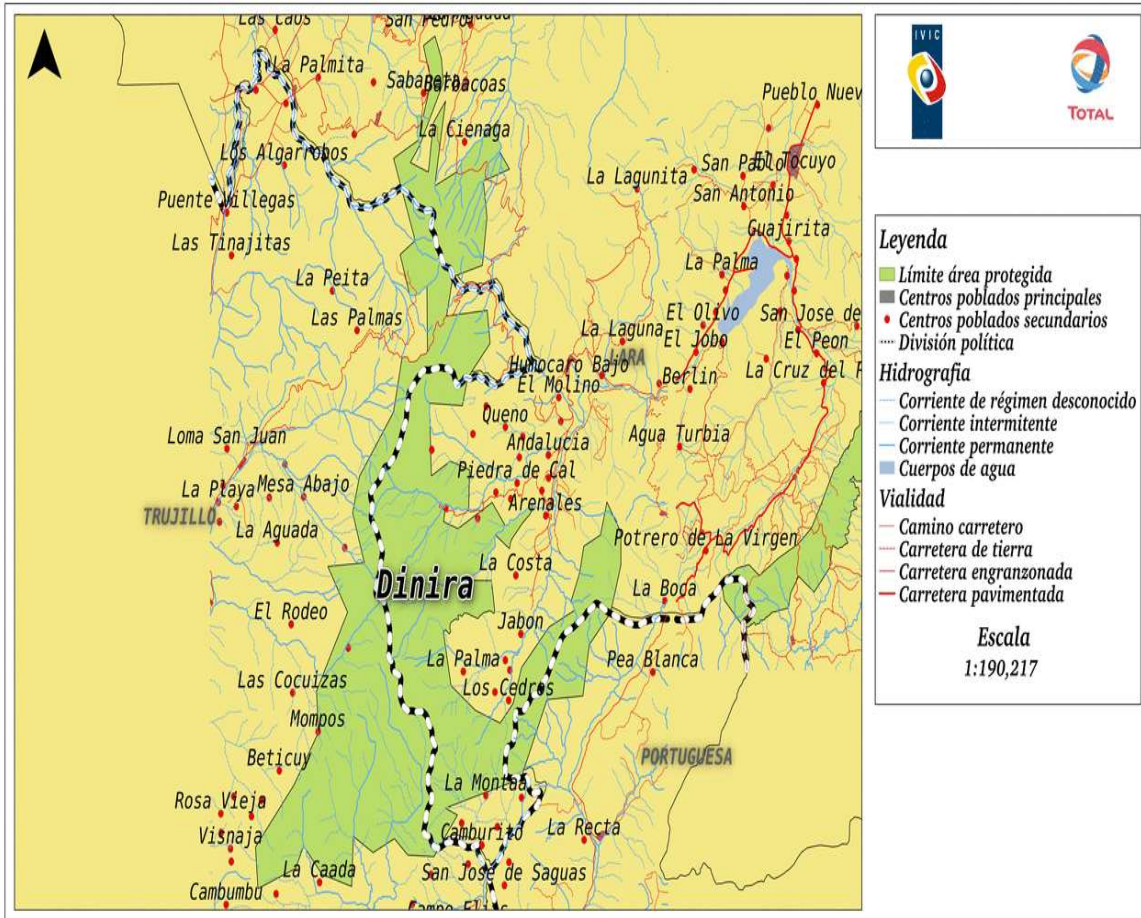 Las Caos
San Pedro
La Palmita
Sabaneta
Barbacoas
La Cienaga
Los Algarrobos
Puente Villegas
Las Tinajitas
La Peita
Las Palmas
Pueblo Nuev
El Tocuyo
San Pablo
La Lagunita
San Antonio
Guajirita
La Palma
El Olivo
San Jose de
La Laguna
El Jobo
El Peon
LARA
Humocaro Bajo
La Cruz del P
Berlin
El Molino
Queno
Agua Turbia
Andalucia
Loma San Juan
Piedra de Cal
La Playa
Mesa Abajo
Arenales
TRUJILLO
La Aguada
Potrero de La Virgen
La Costa
Dinira
La Boca
El Rodeo
Jabon
La Palma
Pea Blanca
Las Cocuizas
Los Cedros
Mompos
PORTUGUESA
Beticuy
La Montaa
Rosa Vieja
Camburito
La Recta
Visnaja
La Caada
San José de Saguas
Cambumbu
Campo Elias
IVIC
TOTAL
Leyenda
Límite área protegida
Centros poblados principales
Centros poblados secundarios
División política
Hidrografia
Corriente de régimen desconocido
Corriente intermitente
Corriente permanente
Cuerpos de agua
Vialidad
Camino carretero
Carretera de tierra
Carretera engranzonada
Carretera pavimentada
Escala
1:190,217